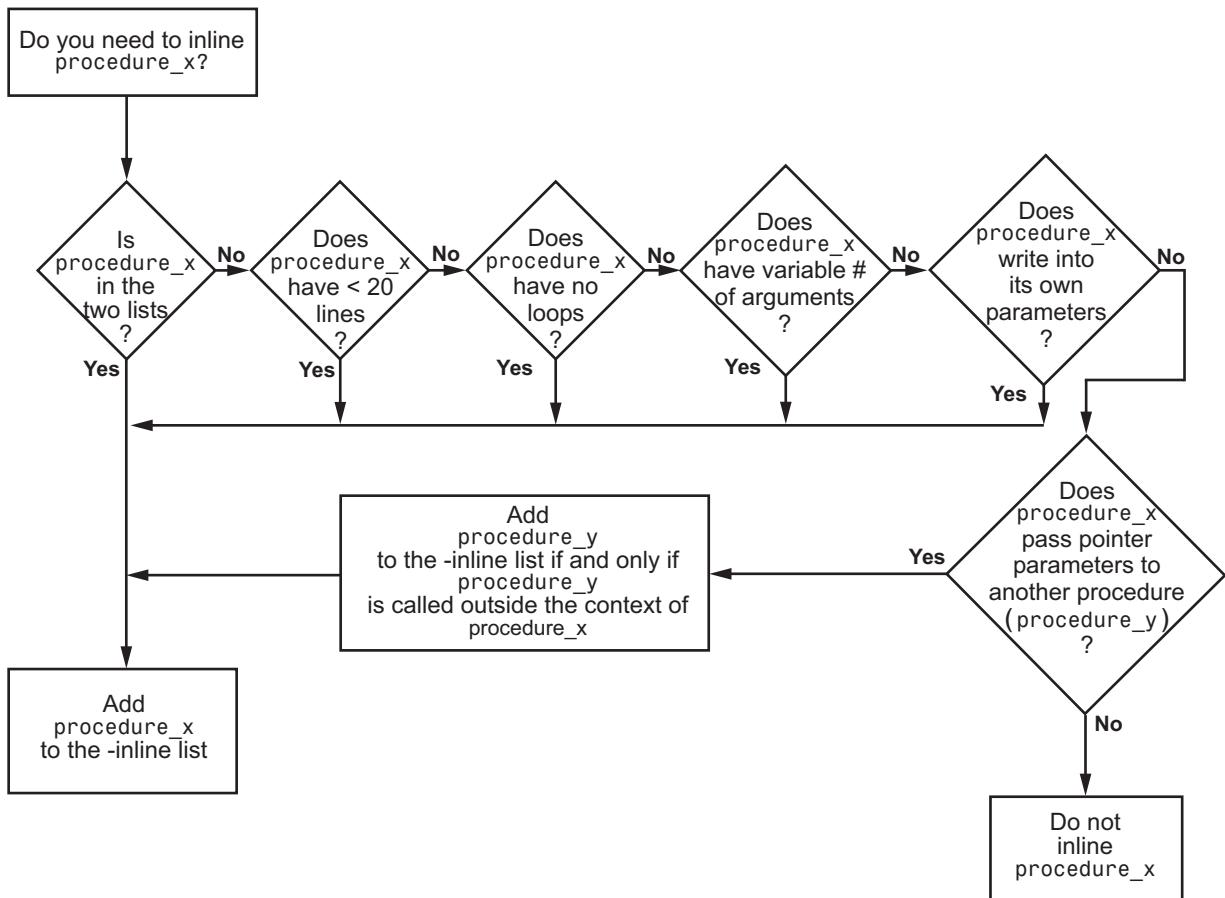 Do you need to inline
procedure_x?
Is
procedure_x
in the
two lists
?
No
Yes
Does
procedure_x
have < 20
lines
?
No
Yes
Does
procedure_x
have no
loops
?
No
Yes
Does
procedure_x
have variable #
of arguments
?
No
Yes
Does
procedure_x
write into
its own
parameters
?
No
Yes
Does
procedure_x
pass pointer
parameters to
another procedure
(procedure_y)
?
Yes
No
Add
procedure_y
to the -inline list if and only if
procedure_y
is called outside the context of
procedure_x
Add
procedure_x
to the -inline list
Do not
inline
procedure_x